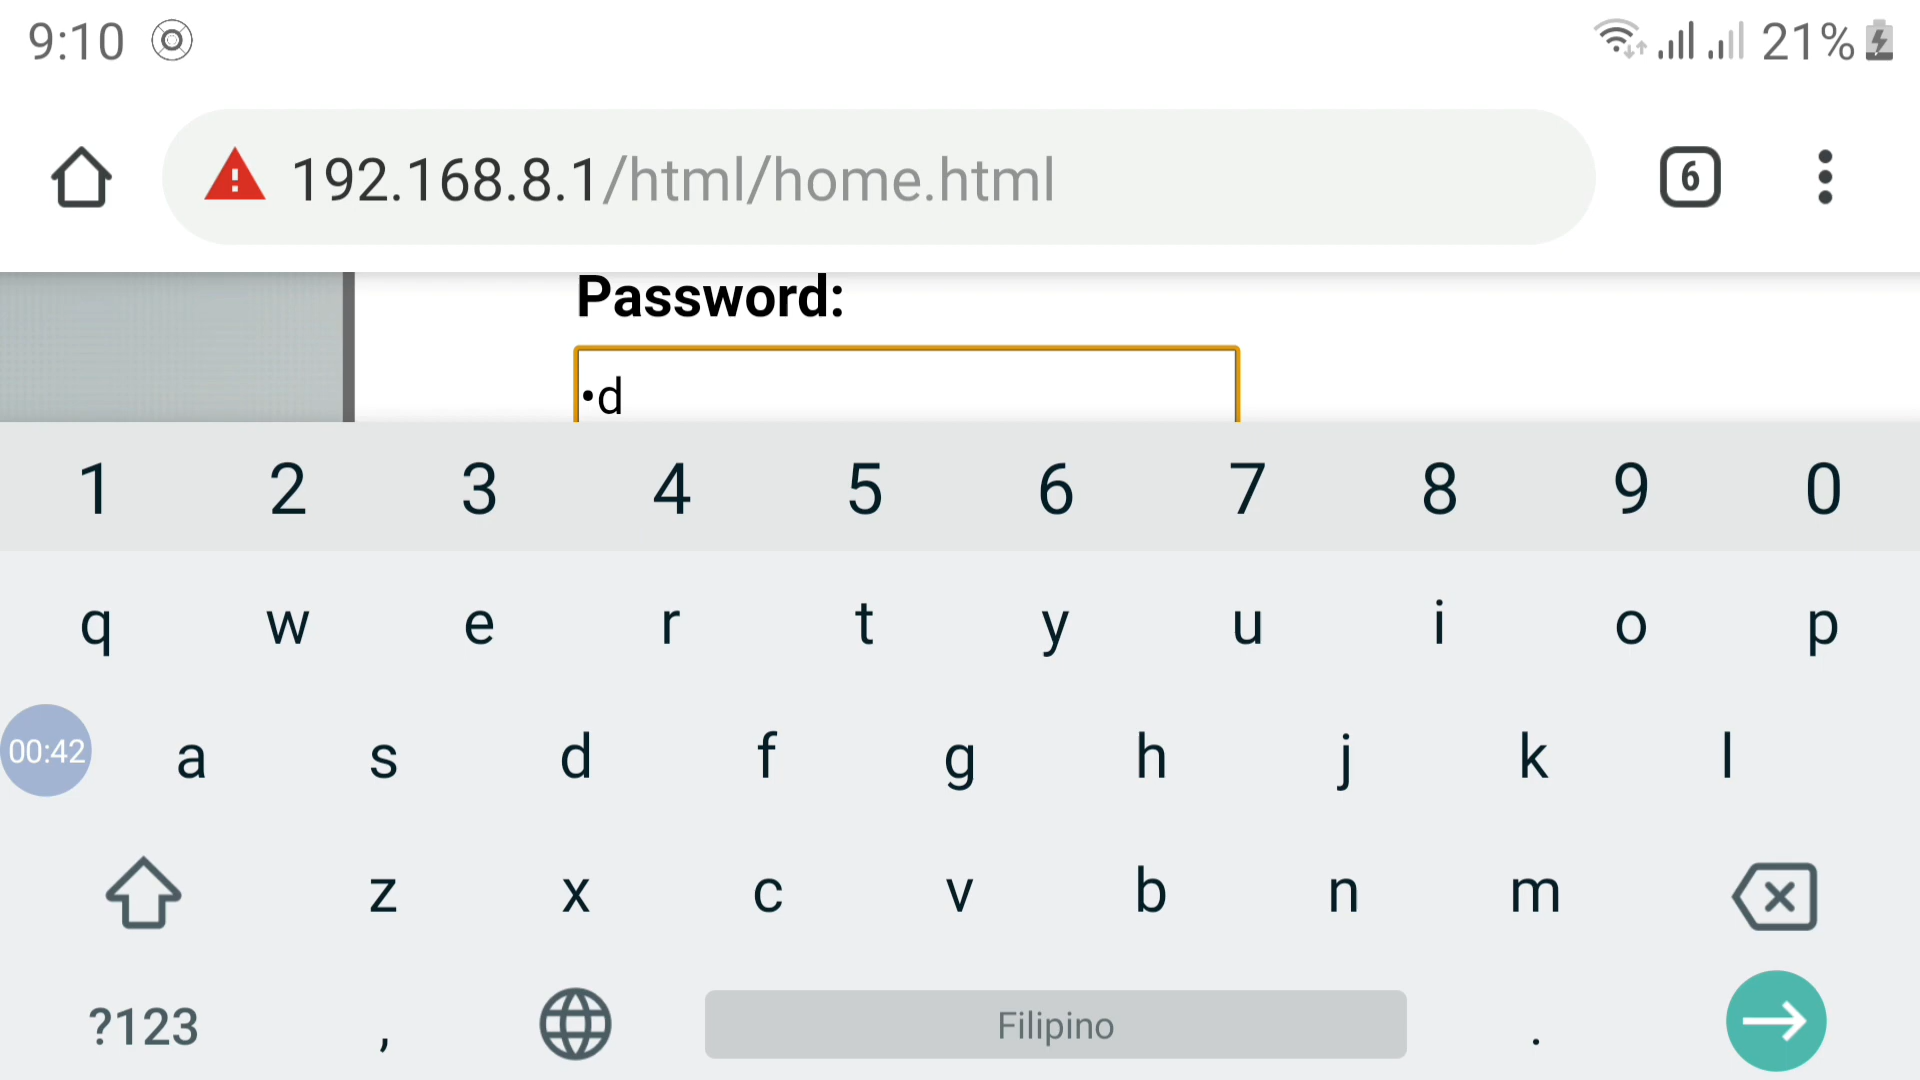 9:10 21%
192.168.8.1/html/home.html 6
Password:
•d
1 2 3 4 5 6 7 8 9 0
q w e r t y u i o p
00:42 a s d f g h j k l
z x c v b n m
?123 , Filipino .